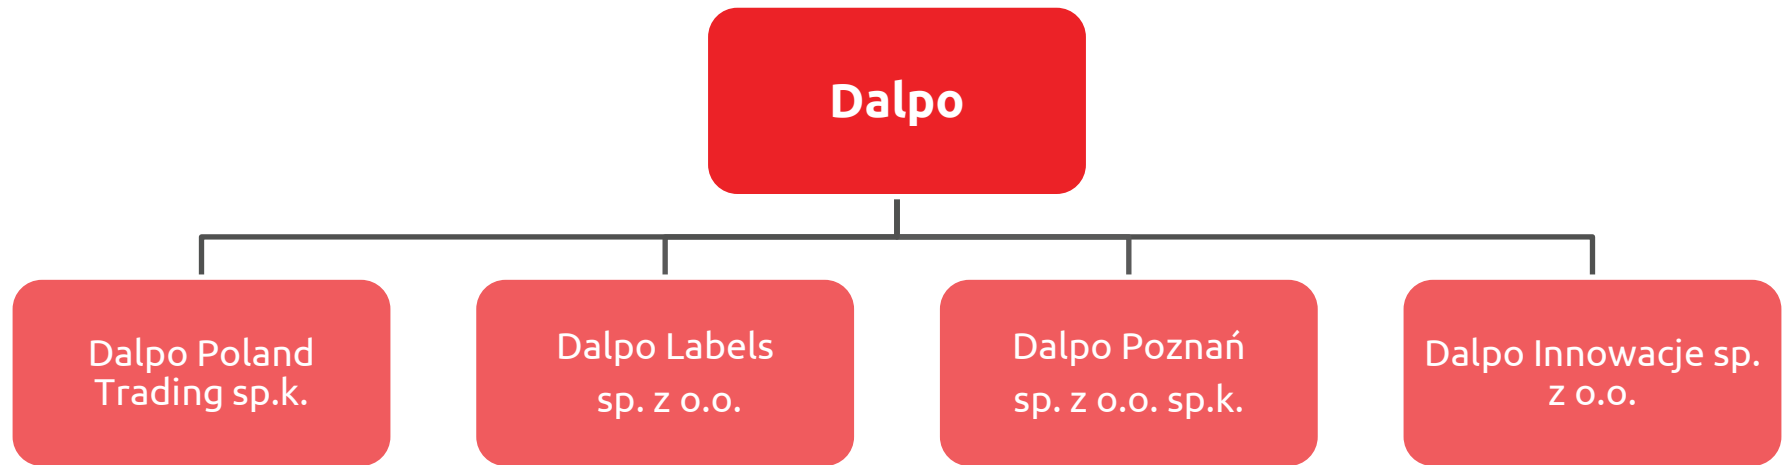 Dalpo
Dalpo Poland
Trading sp.k.
Dalpo Labels
sp. z o.o.
Dalpo Poznań
sp. z o.o. sp.k.
Dalpo Innowacje sp.
z o.o.